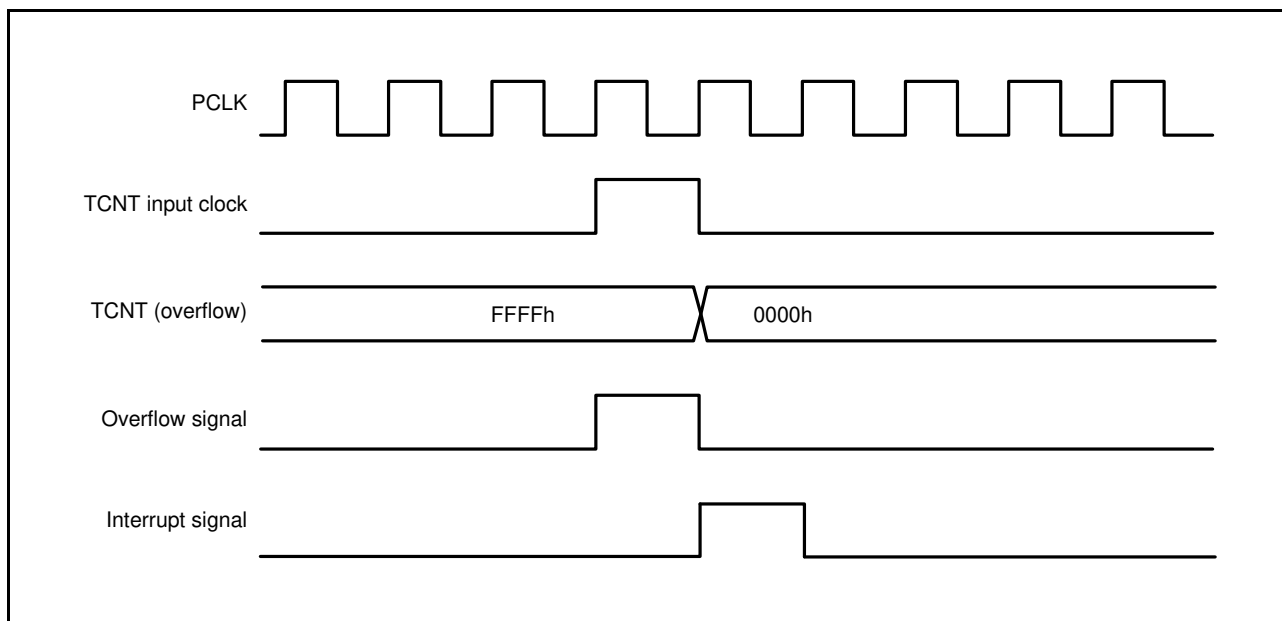 PCLK
TCNT input clock
TCNT (overflow)
FFFFh
0000h
Overflow signal
Interrupt signal